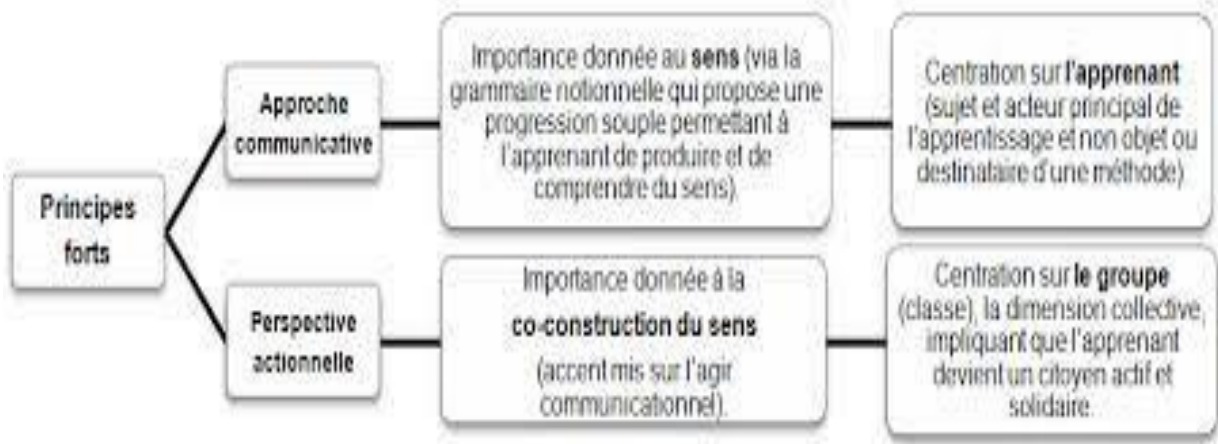 Principes
forts
Approche
communicative
Importance donnée au sens (via la
grammaire notionnelle qui propose une
progression souple permettant à
l'apprenant de produire et de
comprendre du sens).
Centration sur l'apprenant
(sujet et acteur principal de
l'apprentissage et non objet ou
destinataire d'une méthode)
Perspective
actionnelle
Importance donnée à la
co-construction du sens
(accent mis sur l'agir
communicationnel).
Centration sur le groupe
(classe), la dimension collective,
impliquant que l'apprenant
devient un citoyen actif et
solidaire.